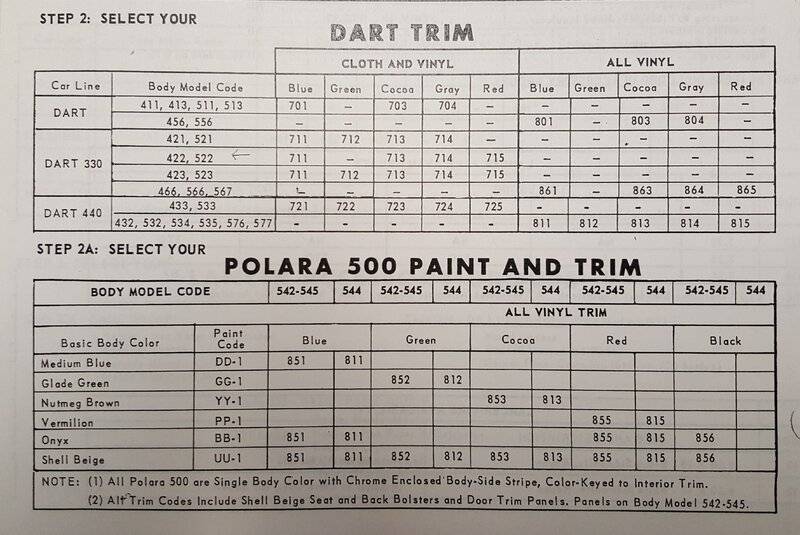 STEP 2: SELECT YOUR
DART TRIM
CLOTH AND VINYL ALL VINYL
Car Line Body Model Code Blue Green Cocoa Gray Red Blue Green Cocoa Gray Red
DART 411, 413, 511, 513 701 – 703 704 – – – – – –
456, 556 – – – – – 801 – 803 804 –
DART 330 421, 521 711 712 713 714 – – – – –
422, 522 711 – 713 714 715 – – – – –
423, 523 711 712 713 714 715 – – – – –
466, 566, 567 – – – – – 861 – 863 864 865
DART 440 433, 533 721 722 723 724 725 – – – – –
432, 532, 534, 535, 576, 577 – – – – – 811 812 813 814 815
STEP 2A: SELECT YOUR
POLARA 500 PAINT AND TRIM
BODY MODEL CODE 542-545 544 542-545 544 542-545 544 542-545 544 542-545 544
ALL VINYL TRIM
Basic Body Color Paint Code Blue Green Cocoa Red Black
Medium Blue DD-1 851 811
Glade Green GG-1 852 812
Nutmeg Brown YY-1 853 813
Vermilion PP-1 855 815
Onyx BB-1 851 811 855 815 856
Shell Beige UU-1 851 811 852 812 853 813 855 815 856
NOTE: (1) All Polara 500 are Single Body Color with Chrome Enclosed Body-Side Stripe, Color-Keyed to Interior Trim.
(2) All Trim Codes Include Shell Beige Seat and Back Bolsters and Door Trim Panels. Panels on Body Model 542-545.